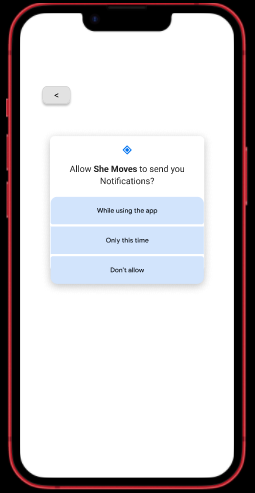 <
Allow She Moves to send you
Notifications?
While using the app
Only this time
Don't allow